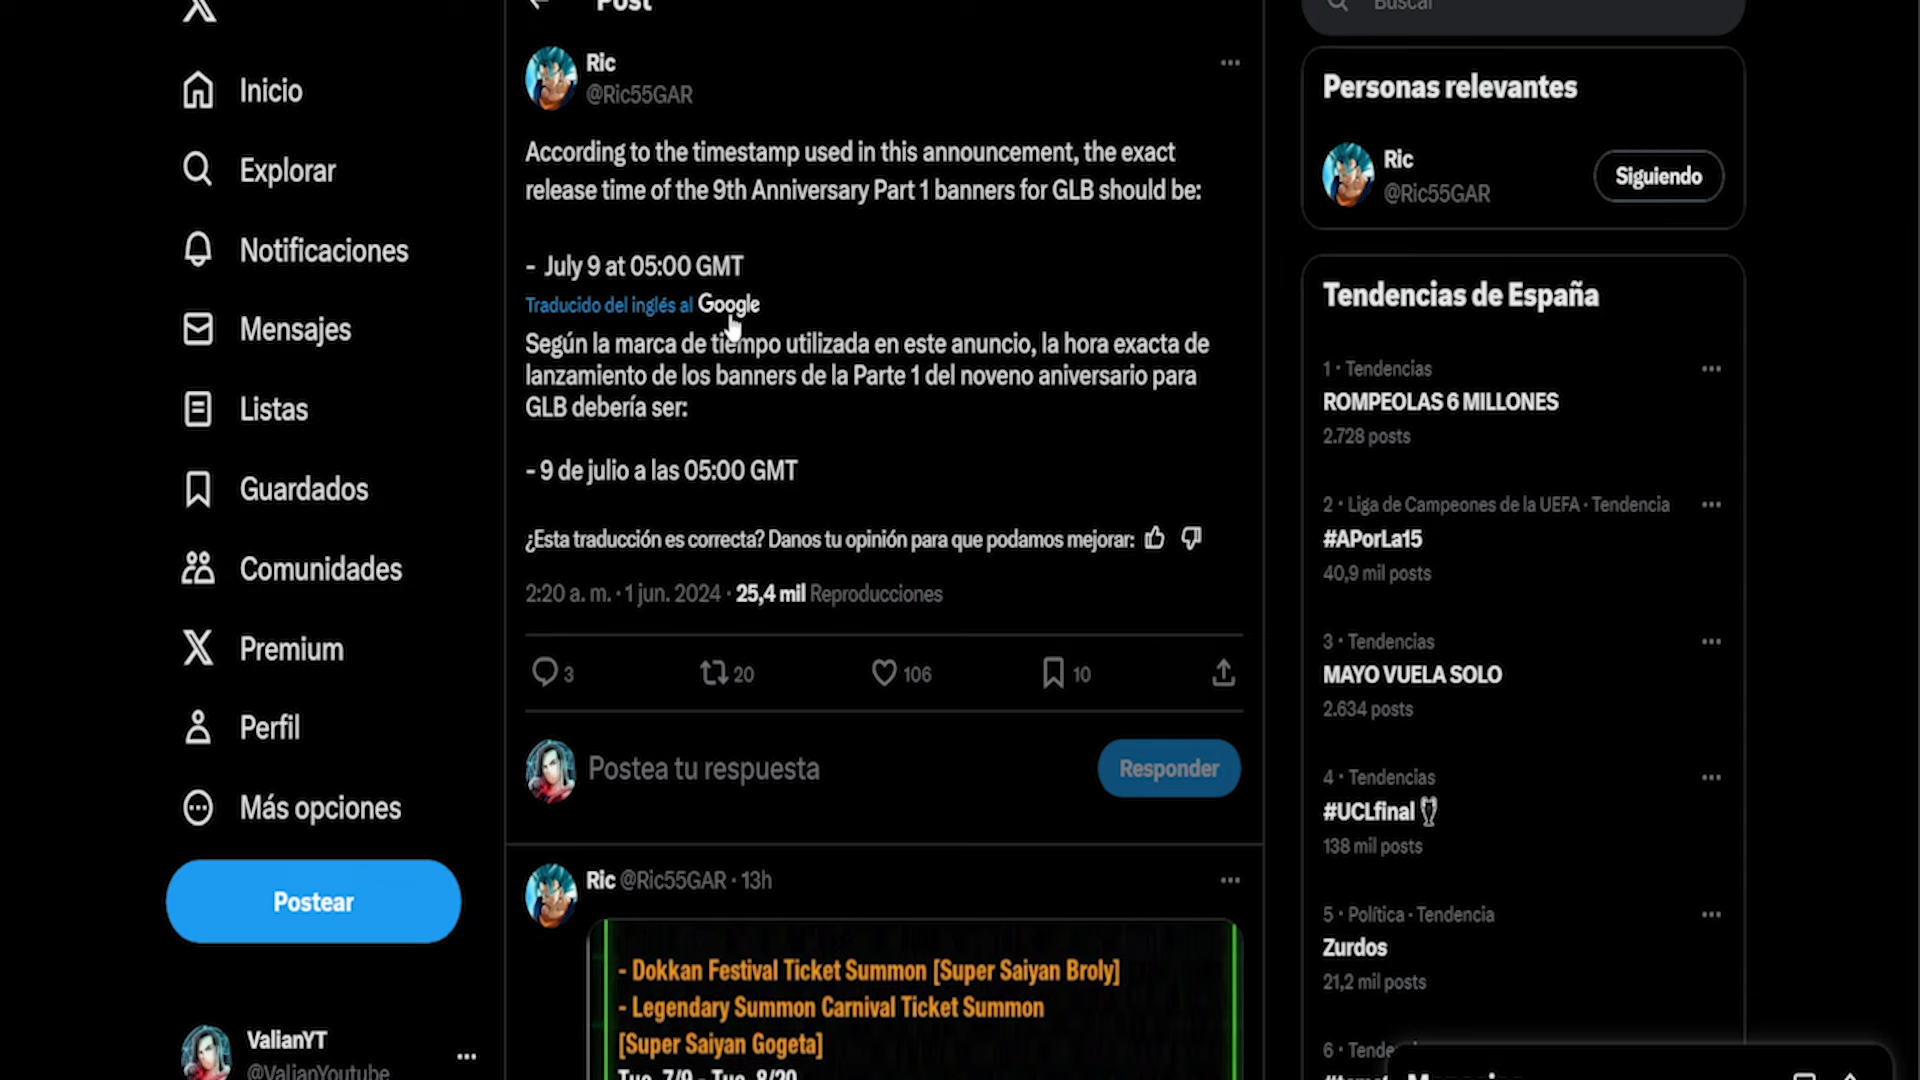 Post
Buscar
Inicio
Explorar
Notificaciones
Mensajes
Listas
Guardados
Comunidades
Premium
Perfil
Más opciones
Postear
ValianYT
@ValianYoutube
Ric
@Ric55GAR
According to the timestamp used in this announcement, the exact
release time of the 9th Anniversary Part 1 banners for GLB should be:
- July 9 at 05:00 GMT
Traducido del inglés al Google
Según la marca de tiempo utilizada en este anuncio, la hora exacta de
lanzamiento de los banners de la Parte 1 del noveno aniversario para
GLB debería ser:
- 9 de julio a las 05:00 GMT
¿Esta traducción es correcta? Danos tu opinión para que podamos mejorar:
2:20 a. m. · 1 jun. 2024 · 25,4 mil Reproducciones
3 20 106 10
Postea tu respuesta
Responder
Ric @Ric55GAR · 13h
- Dokkan Festival Ticket Summon [Super Saiyan Broly]
- Legendary Summon Carnival Ticket Summon
[Super Saiyan Gogeta]
Tue, 7/9 - Tue, 8/20
Personas relevantes
Ric
@Ric55GAR
Siguiendo
Tendencias de España
1 · Tendencias
ROMPEOLAS 6 MILLONES
2.728 posts
2 · Liga de Campeones de la UEFA · Tendencia
#APorLa15
40,9 mil posts
3 · Tendencias
MAYO VUELA SOLO
2.634 posts
4 · Tendencias
#UCLfinal
138 mil posts
5 · Política · Tendencia
Zurdos
21,2 mil posts
6 · Tende